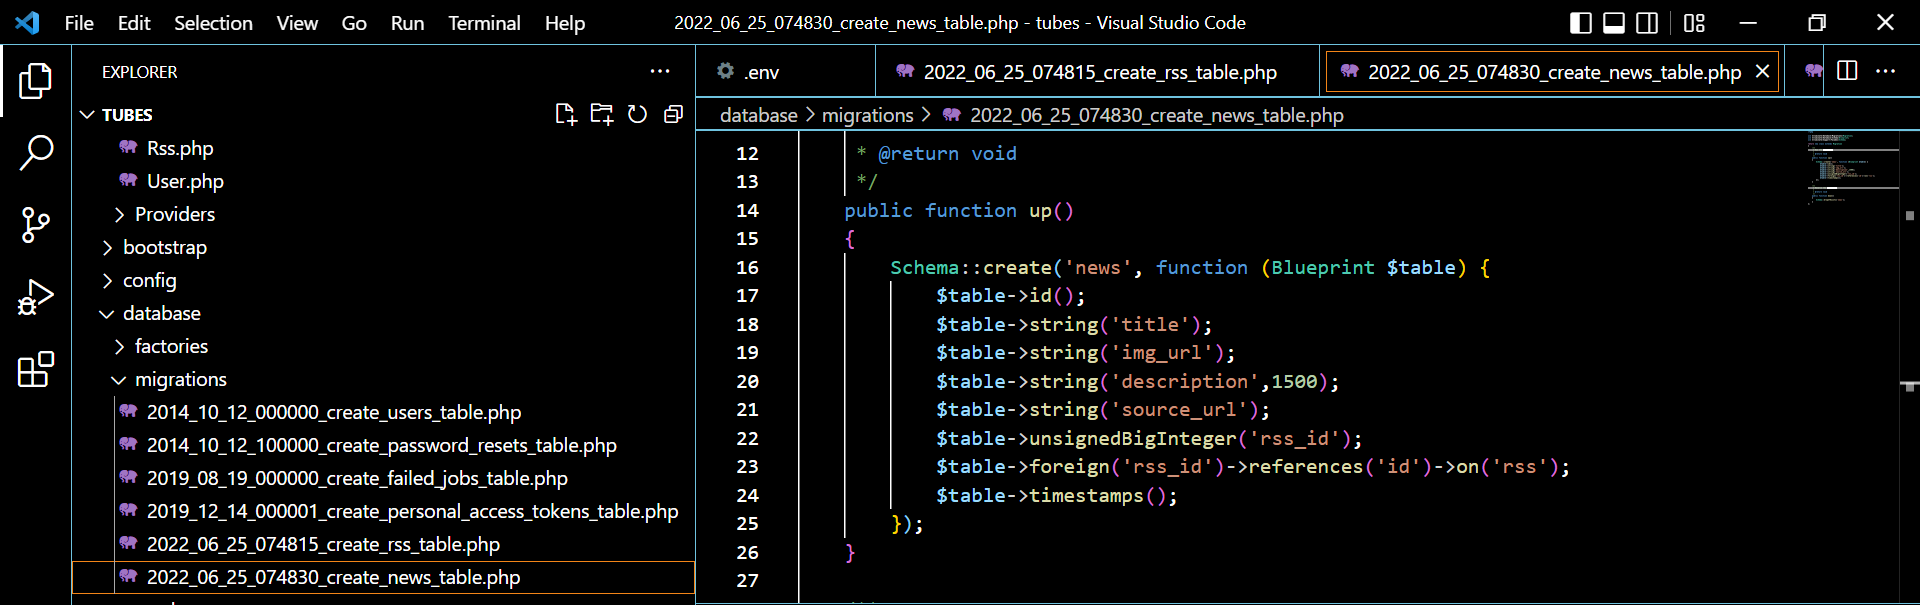 File Edit Selection View Go Run Terminal Help
2022_06_25_074830_create_news_table.php - tubes - Visual Studio Code
EXPLORER
TUBES
Rss.php
User.php
Providers
bootstrap
config
database
factories
migrations
2014_10_12_000000_create_users_table.php
2014_10_12_100000_create_password_resets_table.php
2019_08_19_000000_create_failed_jobs_table.php
2019_12_14_000001_create_personal_access_tokens_table.php
2022_06_25_074815_create_rss_table.php
2022_06_25_074830_create_news_table.php
.env
2022_06_25_074815_create_rss_table.php
2022_06_25_074830_create_news_table.php
database > migrations > 2022_06_25_074830_create_news_table.php
12 * @return void
13 */
14 public function up()
15 {
16 Schema::create('news', function (Blueprint $table) {
17 $table->id();
18 $table->string('title');
19 $table->string('img_url');
20 $table->string('description',1500);
21 $table->string('source_url');
22 $table->unsignedBigInteger('rss_id');
23 $table->foreign('rss_id')->references('id')->on('rss');
24 $table->timestamps();
25 });
26 }
27